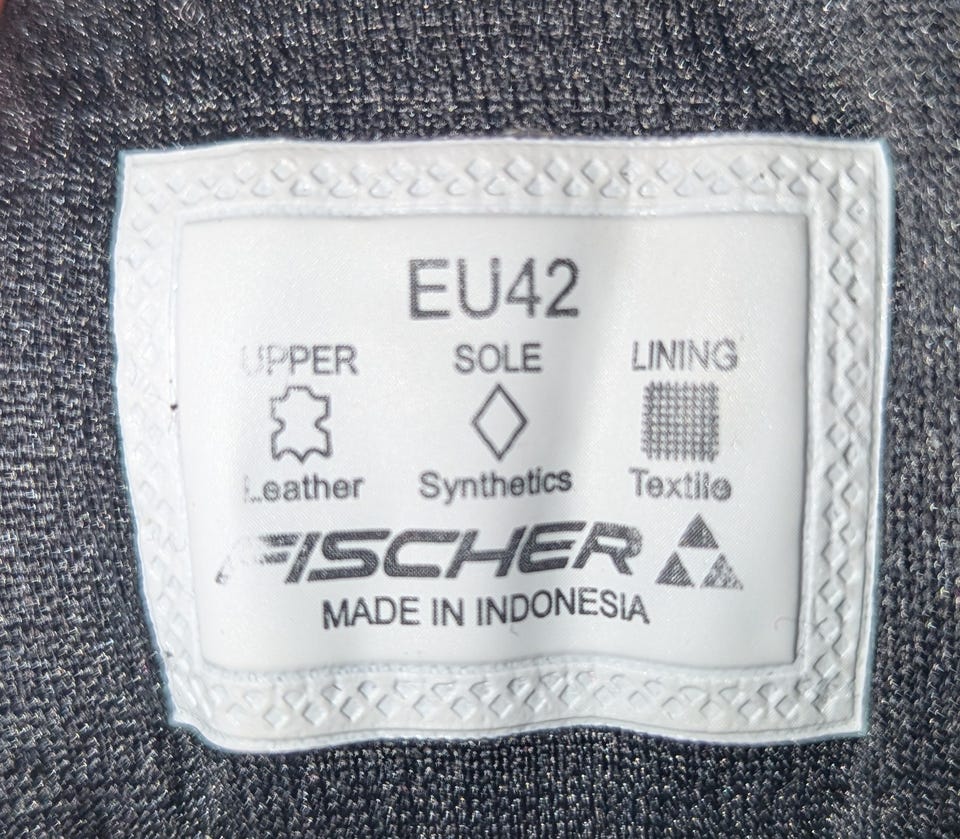 EU42
UPPER SOLE LINING
Leather Synthetics Textile
FISCHER
MADE IN INDONESIA